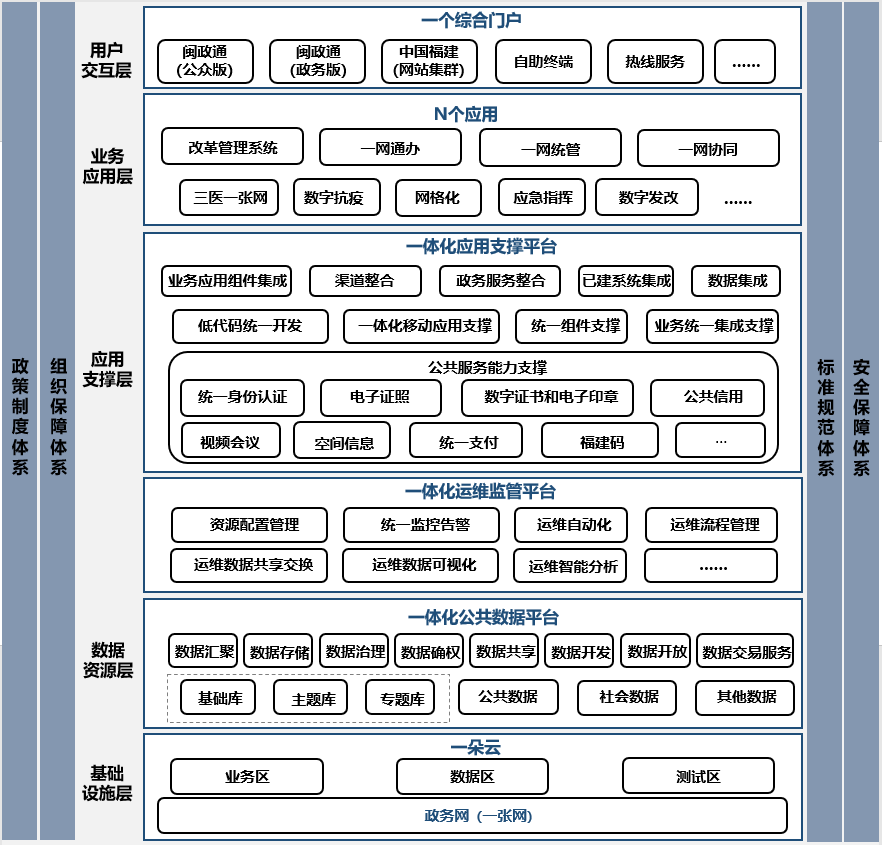 政策制度体系
组织保障体系
用户
交互层
一个综合门户
闽政通
(公众版)
闽政通
(政务版)
中国福建
(网站集群)
自助终端
热线服务
......
业务
应用层
N个应用
改革管理系统
一网通办
一网统管
一网协同
三医一张网
数字抗疫
网格化
应急指挥
数字发改
......
应用
支撑层
一体化应用支撑平台
业务应用组件集成
渠道整合
政务服务整合
已建系统集成
数据集成
低代码统一开发
一体化移动应用支撑
统一组件支撑
业务统一集成支撑
公共服务能力支撑
统一身份认证
电子证照
数字证书和电子印章
公共信用
视频会议
空间信息
统一支付
福建码
...
一体化运维监管平台
资源配置管理
统一监控告警
运维自动化
运维流程管理
运维数据共享交换
运维数据可视化
运维智能分析
......
数据
资源层
一体化公共数据平台
数据汇聚
数据存储
数据治理
数据确权
数据共享
数据开发
数据开放
数据交易服务
基础库
主题库
专题库
公共数据
社会数据
其他数据
基础
设施层
一朵云
业务区
数据区
测试区
政务网（一张网）
标准规范体系
安全保障体系